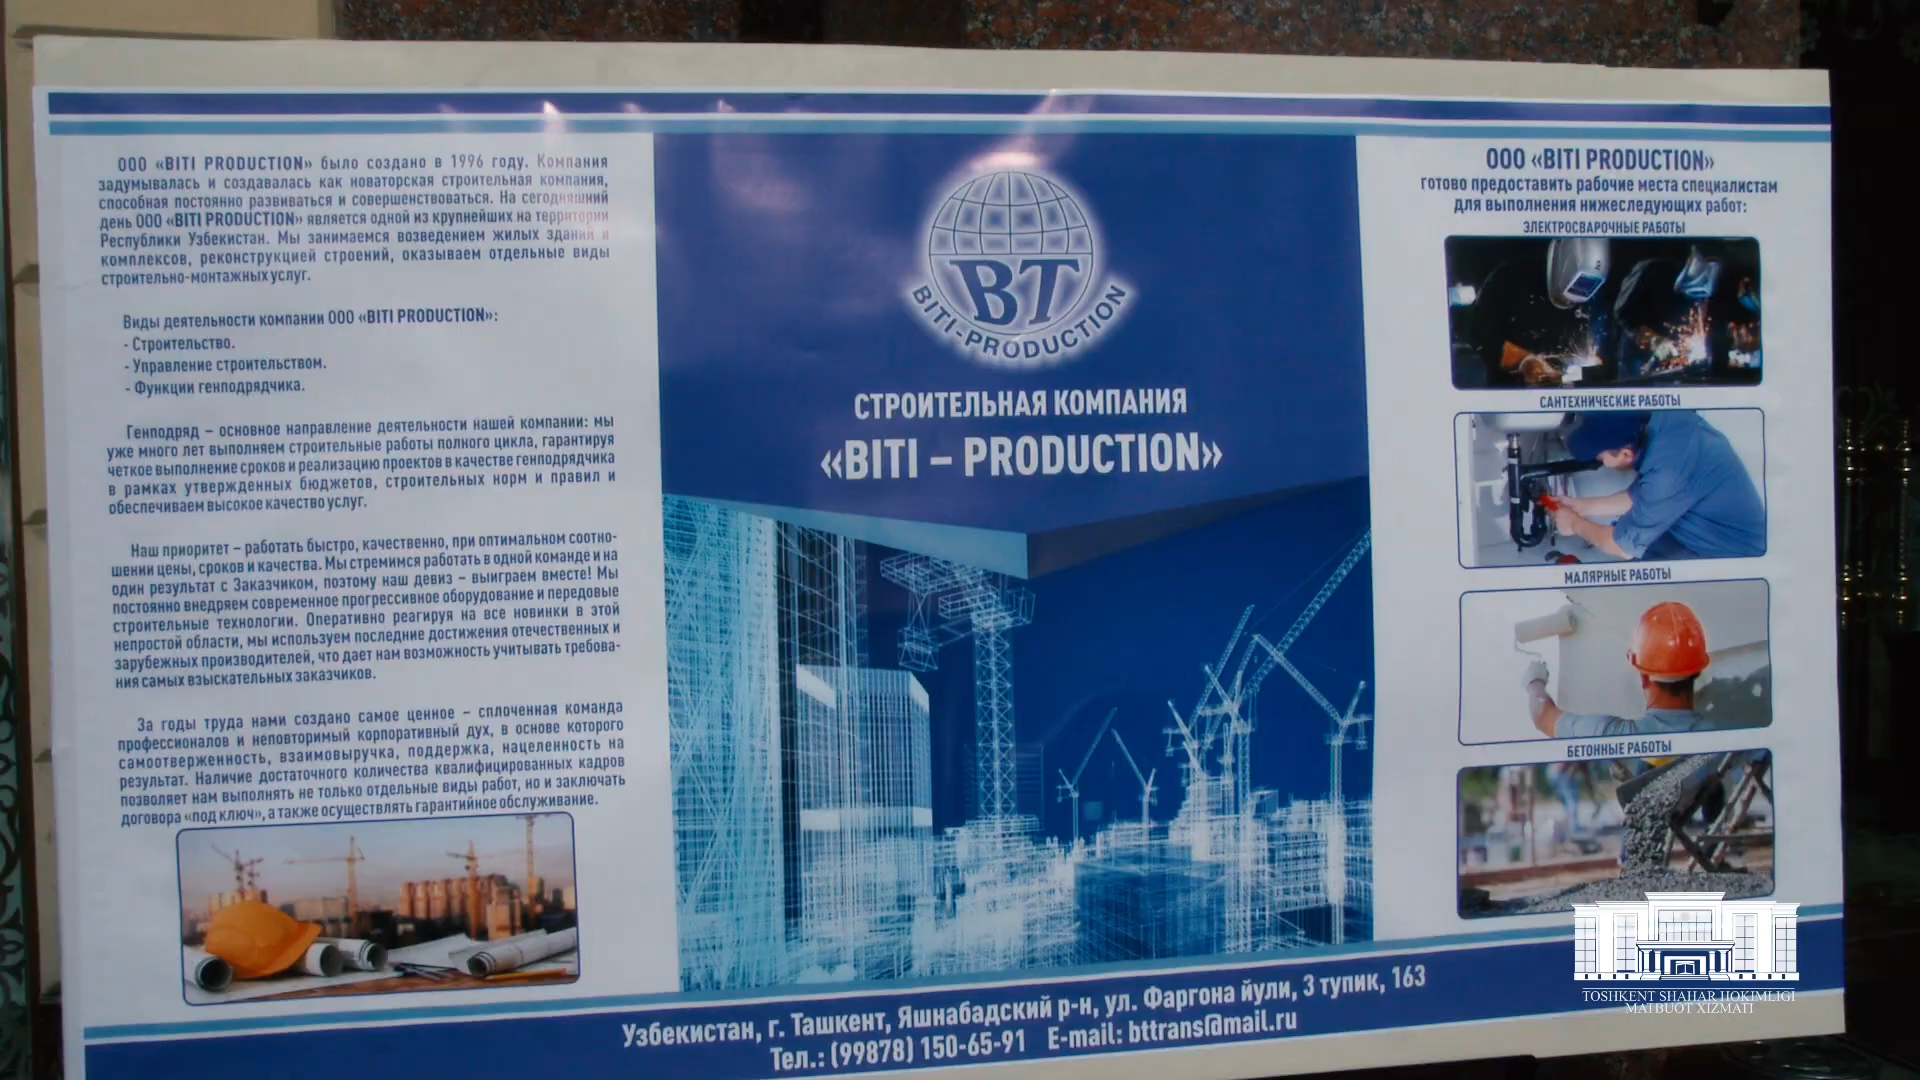 ООО «BITI PRODUCTION» было создано в 1996 году. Компания
задумывалась и создавалась как новаторская строительная компания,
способная постоянно развиваться и совершенствоваться. На сегодняшний
день ООО «BITI PRODUCTION» является одной из крупнейших на территории
Республики Узбекистан. Мы занимаемся возведением жилых зданий и
комплексов, реконструкцией строений, оказываем отдельные виды
строительно-монтажных услуг.
Виды деятельности компании ООО «BITI PRODUCTION»:
- Строительство.
- Управление строительством.
- Функции генподрядчика.
Генподряд – основное направление деятельности нашей компании: мы
уже много лет выполняем строительные работы полного цикла, гарантируя
четкое выполнение сроков и реализацию проектов в качестве генподрядчика
в рамках утвержденных бюджетов, строительных норм и правил и
обеспечиваем высокое качество услуг.
Наш приоритет – работать быстро, качественно, при оптимальном соотно-
шении цены, сроков и качества. Мы стремимся работать в одной команде и на
один результат с Заказчиком, поэтому наш девиз – выиграем вместе! Мы
постоянно внедряем современное прогрессивное оборудование и передовые
строительные технологии. Оперативно реагируя на все новинки в этой
непростой области, мы используем последние достижения отечественных и
зарубежных производителей, что дает нам возможность учитывать требова-
ния самых взыскательных заказчиков.
За годы труда нами создано самое ценное – сплоченная команда
профессионалов и неповторимый корпоративный дух, в основе которого
самоотверженность, взаимовыручка, поддержка, нацеленность на
результат. Наличие достаточного количества квалифицированных кадров
позволяет нам выполнять не только отдельные виды работ, но и заключать
договора «под ключ», а также осуществлять гарантийное обслуживание.
BT
BITI-PRODUCTION
СТРОИТЕЛЬНАЯ КОМПАНИЯ
«BITI – PRODUCTION»
ООО «BITI PRODUCTION»
готово предоставить рабочие места специалистам
для выполнения нижеследующих работ:
ЭЛЕКТРОСВАРОЧНЫЕ РАБОТЫ
САНТЕХНИЧЕСКИЕ РАБОТЫ
МАЛЯРНЫЕ РАБОТЫ
БЕТОННЫЕ РАБОТЫ
Узбекистан, г. Ташкент, Яшнабадский р-н, ул. Фаргона йули, 3 тупик, 163
Тел.: (99878) 150-65-91 E-mail: bttrans@mail.ru
TOSHKENT SHAHAR HOKIMLIGI
MATBUOT XIZMATI